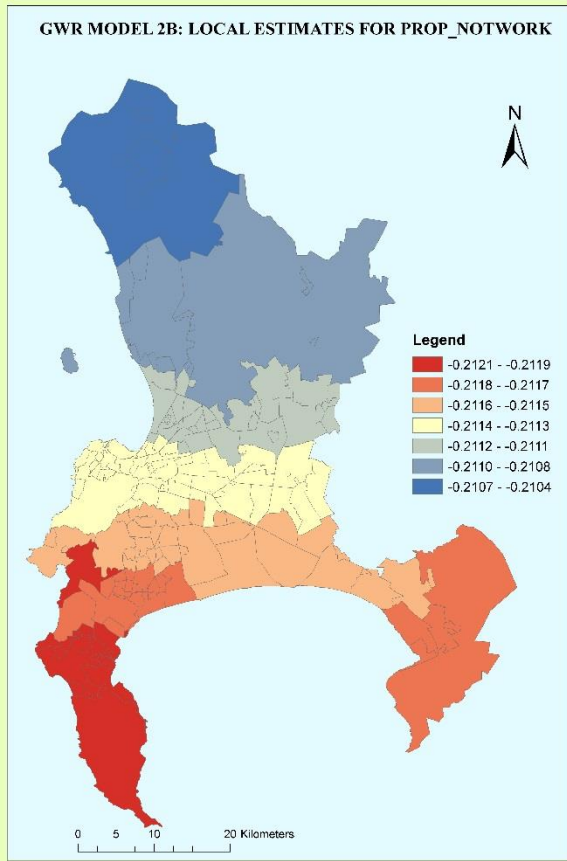 GWR MODEL 2B: LOCAL ESTIMATES FOR PROP_NOTWORK
N
Legend
-0.2121 - -0.2119
-0.2118 - -0.2117
-0.2116 - -0.2115
-0.2114 - -0.2113
-0.2112 - -0.2111
-0.2110 - -0.2108
-0.2107 - -0.2104
0 5 10 20 Kilometers